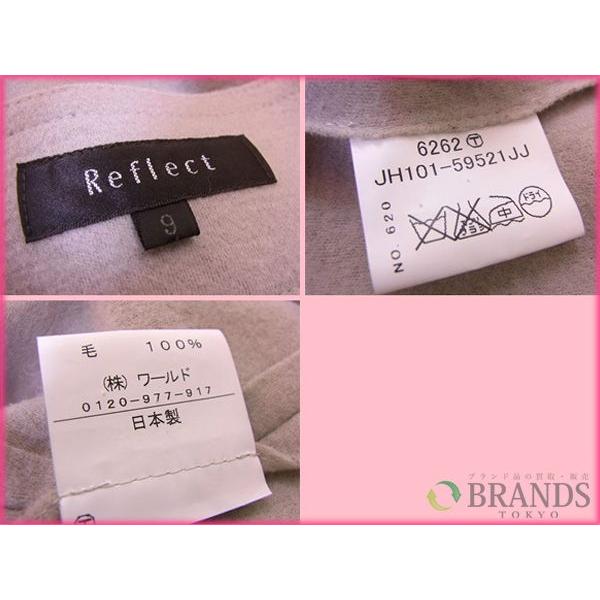 Reflect
9
6262 Ⓣ
JH101-59521JJ
NO. 620
中
ドライ
毛 100%
(株) ワールド
0120-977-917
日本製
Ⓣ
ブランド品の買取・販売
BRANDS
TOKYO